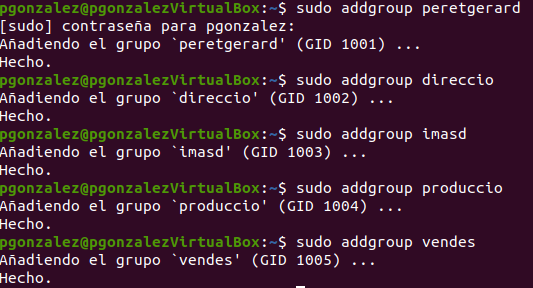 pgonzalez@pgonzalezVirtualBox:~$ sudo addgroup peretgerard
[sudo] contraseña para pgonzalez:
Añadiendo el grupo `peretgerard' (GID 1001) ...
Hecho.
pgonzalez@pgonzalezVirtualBox:~$ sudo addgroup direccio
Añadiendo el grupo `direccio' (GID 1002) ...
Hecho.
pgonzalez@pgonzalezVirtualBox:~$ sudo addgroup imasd
Añadiendo el grupo `imasd' (GID 1003) ...
Hecho.
pgonzalez@pgonzalezVirtualBox:~$ sudo addgroup produccio
Añadiendo el grupo `produccio' (GID 1004) ...
Hecho.
pgonzalez@pgonzalezVirtualBox:~$ sudo addgroup vendes
Añadiendo el grupo `vendes' (GID 1005) ...
Hecho.